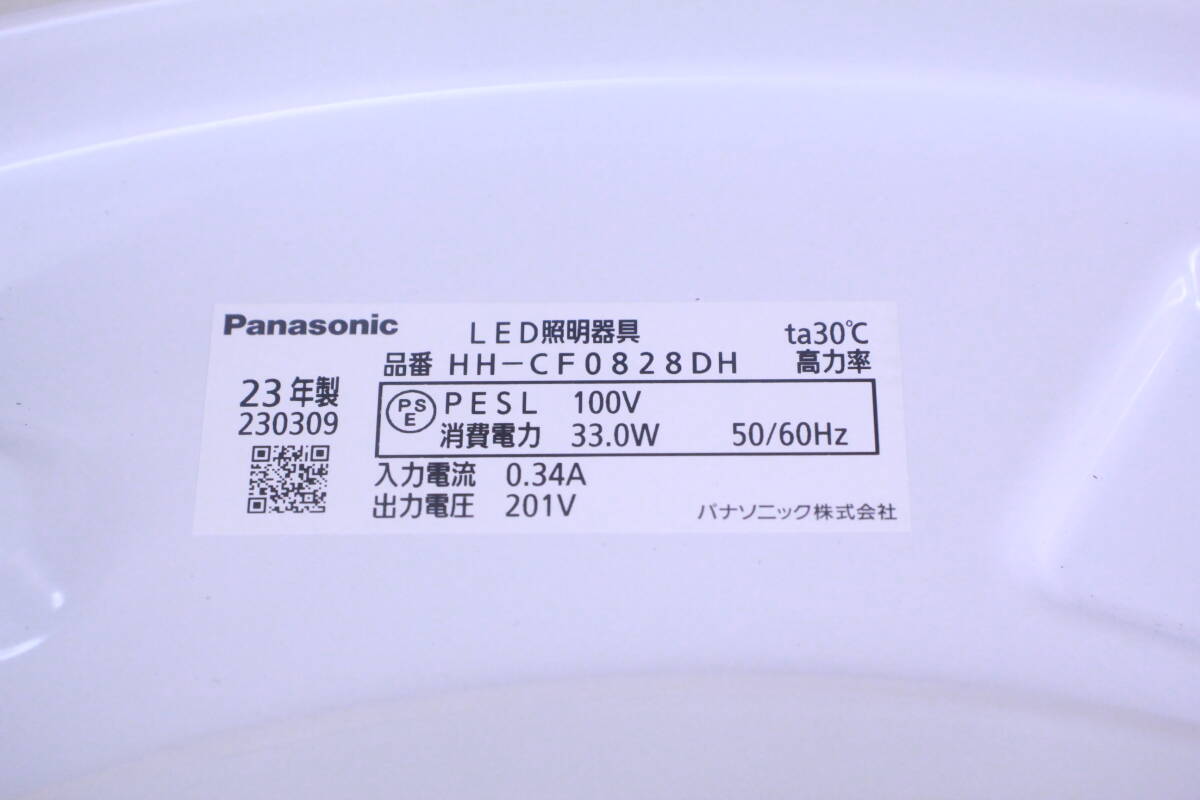 Panasonic LED照明器具 ta30℃
品番 HH-CF0828DH 高力率
23年製
230309
PSE PESL 100V
消費電力 33.0W 50/60Hz
入力電流 0.34A
出力電圧 201V
パナソニック株式会社